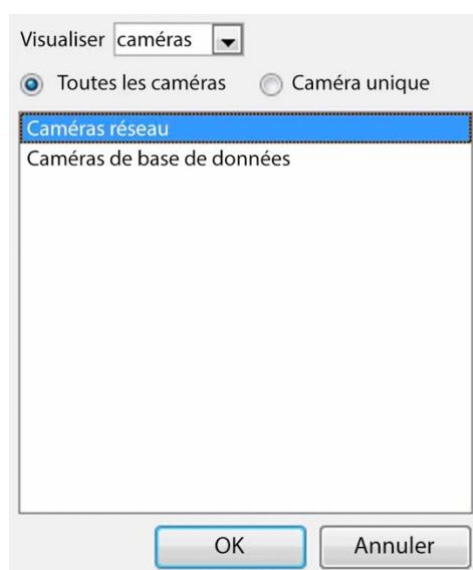 Visualiser caméras
Toutes les caméras Caméra unique
Caméras réseau
Caméras de base de données
OK Annuler